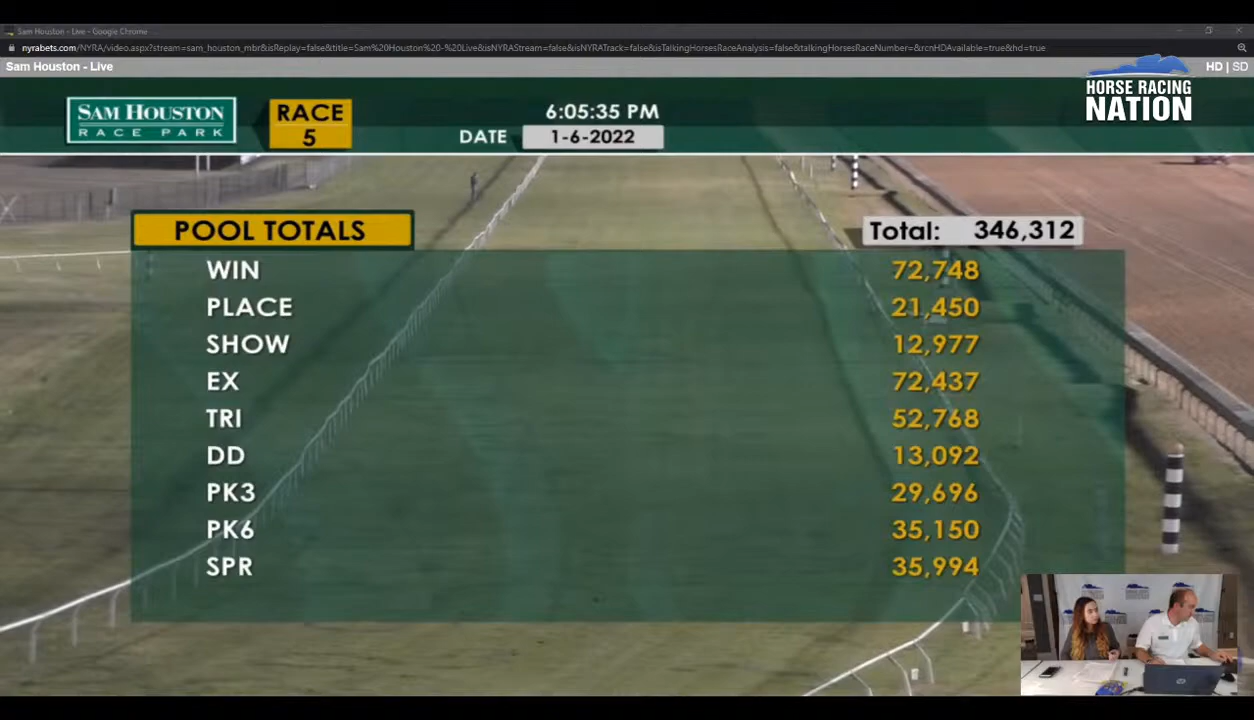 Sam Houston - Live - Google Chrome
nyrabets.com/NYRA/video.aspx?stream=sam_houston_mbr&isReplay=false&title=Sam%20Houston%20-%20Live&isNYRAStream=false&isNYRATrack=false&isTalkingHorsesRaceAnalysis=false&talkingHorsesRaceNumber=&rcnHDAvailable=true&hd=true
Sam Houston - Live
HD | SD
HORSE RACING
NATION
SAM HOUSTON
RACE PARK
RACE
5
6:05:35 PM
DATE 1-6-2022
POOL TOTALS
Total: 346,312
WIN 72,748
PLACE 21,450
SHOW 12,977
EX 72,437
TRI 52,768
DD 13,092
PK3 29,696
PK6 35,150
SPR 35,994